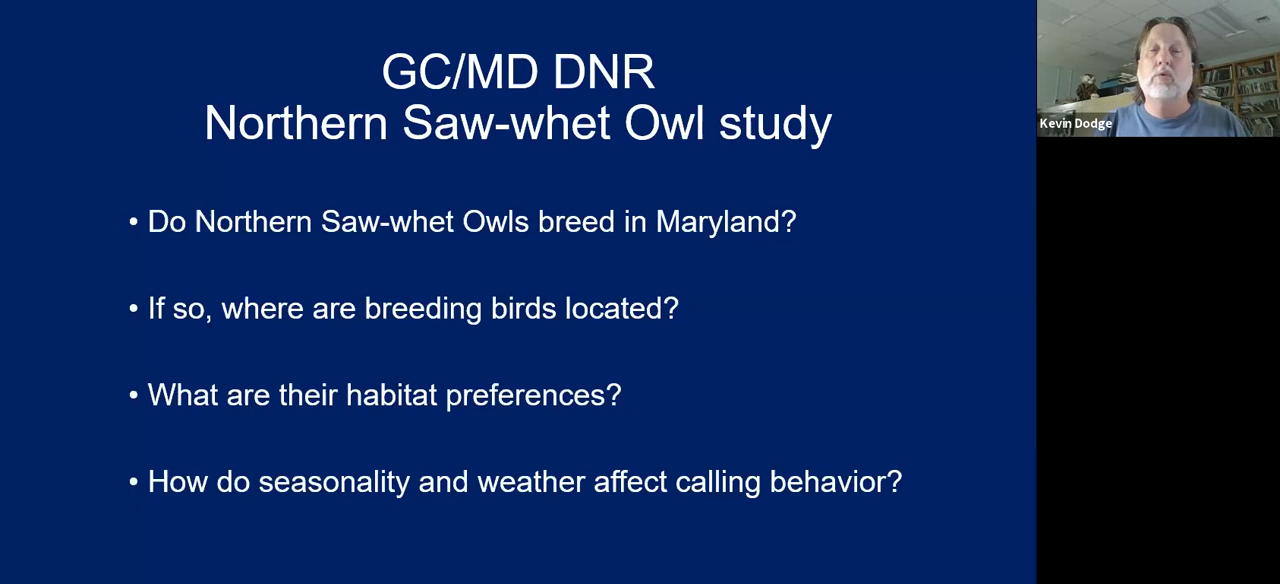 GC/MD DNR
Northern Saw-whet Owl study
• Do Northern Saw-whet Owls breed in Maryland?
• If so, where are breeding birds located?
• What are their habitat preferences?
• How do seasonality and weather affect calling behavior?
Kevin Dodge